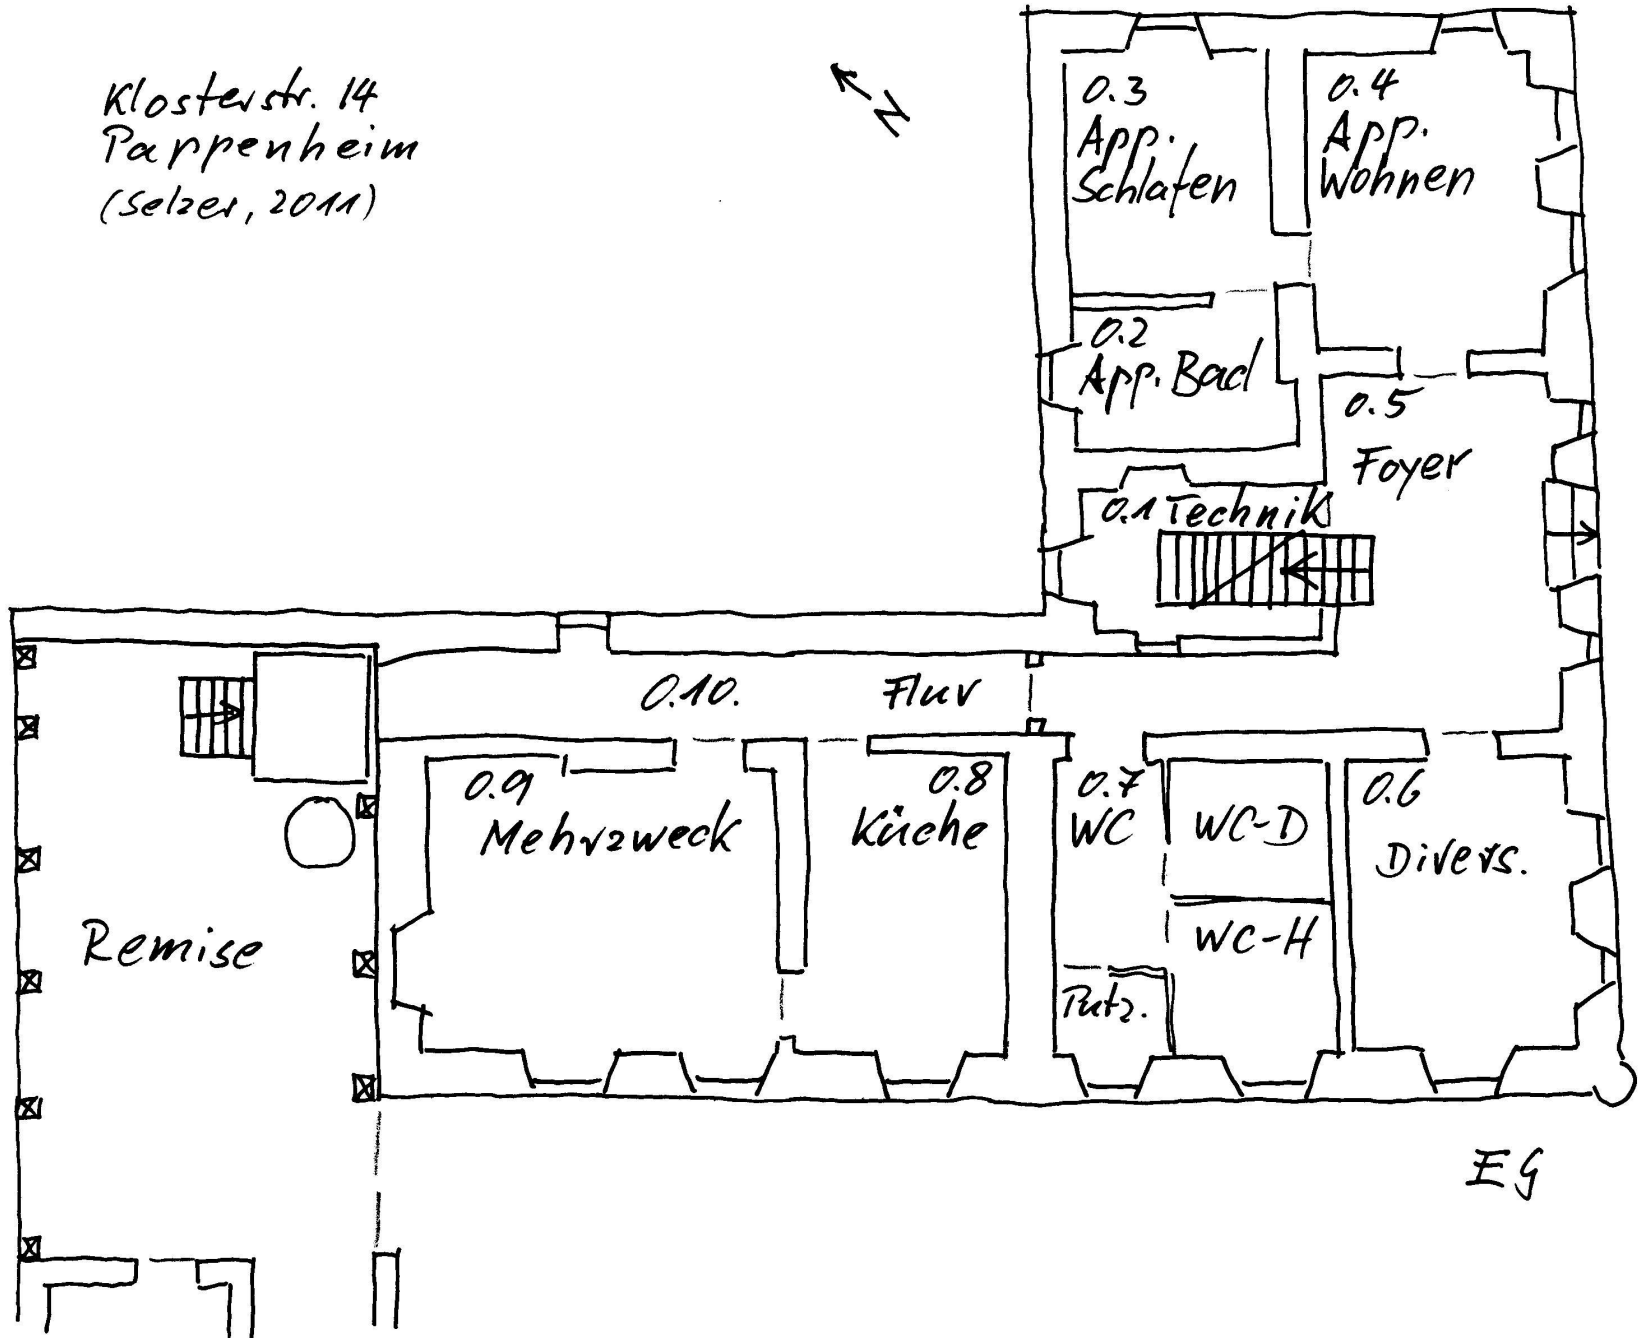 Klosterstr. 14
Pappenheim
(Selzer, 2011)
N
0.3
App.
Schlafen
0.4
App.
Wohnen
0.2
App. Bad
0.5
Foyer
0.1 Technik
0.10. Flur
0.9
Mehrzweck
0.8
Küche
0.7
WC
WC-D
WC-H
Putz.
0.6
Divers.
Remise
EG